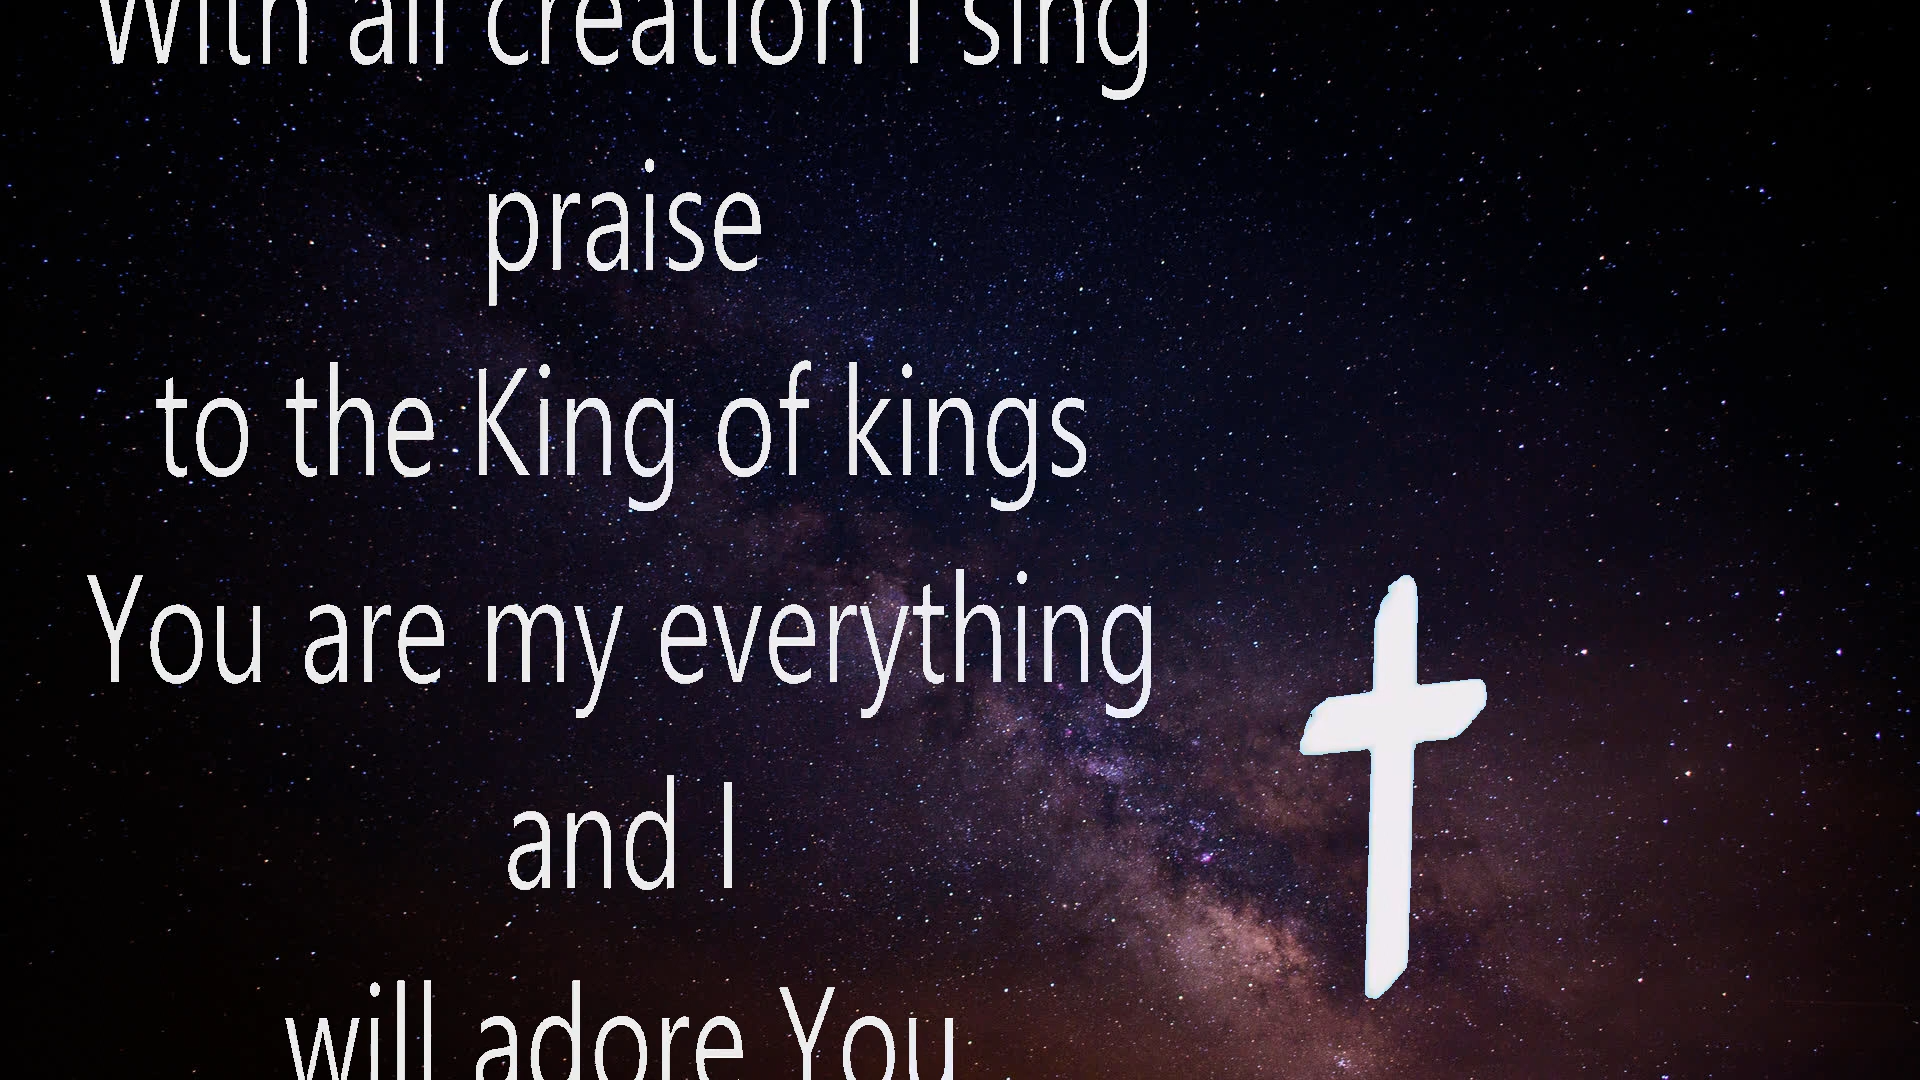 With all creation I sing
praise
to the King of kings
You are my everything
and I
will adore You